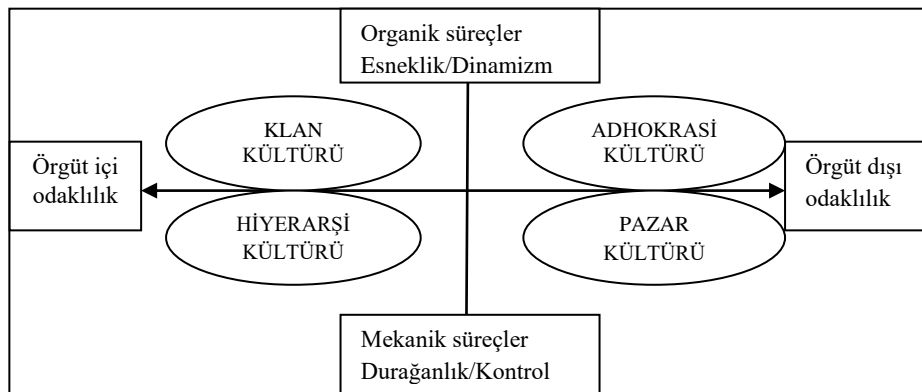 Organik süreçler
Esneklik/Dinamizm
KLAN
KÜLTÜRÜ
ADHOKRASİ
KÜLTÜRÜ
Örgüt içi
odaklılık
Örgüt dışı
odaklılık
HİYERARŞİ
KÜLTÜRÜ
PAZAR
KÜLTÜRÜ
Mekanik süreçler
Durağanlık/Kontrol